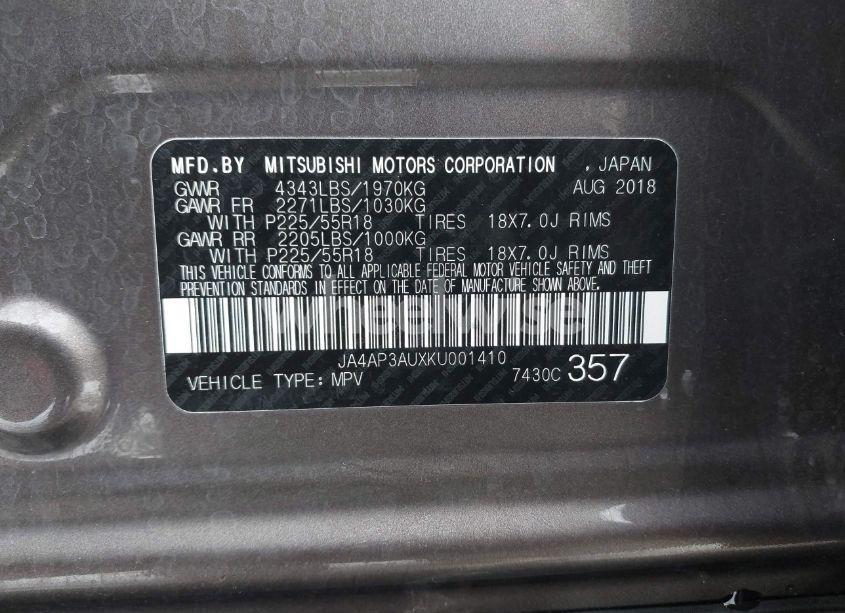 MFD.BY MITSUBISHI MOTORS CORPORATION , JAPAN
GVWR 4343LBS/1970KG AUG 2018
GAWR FR 2271LBS/1030KG
WITH P225/55R18 TIRES 18X7.0J RIMS
GAWR RR 2205LBS/1000KG
WITH P225/55R18 TIRES 18X7.0J RIMS
THIS VEHICLE CONFORMS TO ALL APPLICABLE FEDERAL MOTOR VEHICLE SAFETY AND THEFT
PREVENTION STANDARDS IN EFFECT ON THE DATE OF MANUFACTURE SHOWN ABOVE.
wheelwise
JA4AP3AUXKU001410
VEHICLE TYPE: MPV 7430C 357